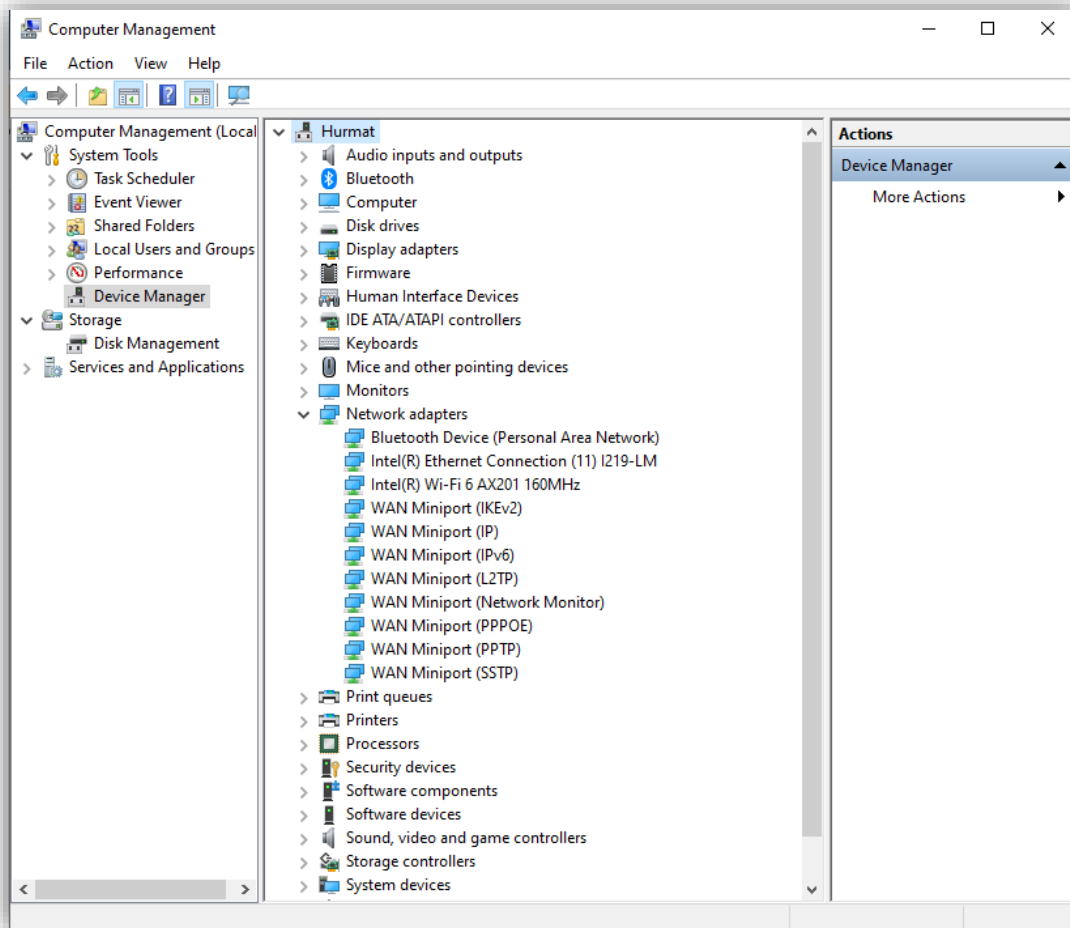 Computer Management
File Action View Help
Computer Management (Local
System Tools
Task Scheduler
Event Viewer
Shared Folders
Local Users and Groups
Performance
Device Manager
Storage
Disk Management
Services and Applications
Hurmat
Audio inputs and outputs
Bluetooth
Computer
Disk drives
Display adapters
Firmware
Human Interface Devices
IDE ATA/ATAPI controllers
Keyboards
Mice and other pointing devices
Monitors
Network adapters
Bluetooth Device (Personal Area Network)
Intel(R) Ethernet Connection (11) I219-LM
Intel(R) Wi-Fi 6 AX201 160MHz
WAN Miniport (IKEv2)
WAN Miniport (IP)
WAN Miniport (IPv6)
WAN Miniport (L2TP)
WAN Miniport (Network Monitor)
WAN Miniport (PPPOE)
WAN Miniport (PPTP)
WAN Miniport (SSTP)
Print queues
Printers
Processors
Security devices
Software components
Software devices
Sound, video and game controllers
Storage controllers
System devices
Actions
Device Manager
More Actions